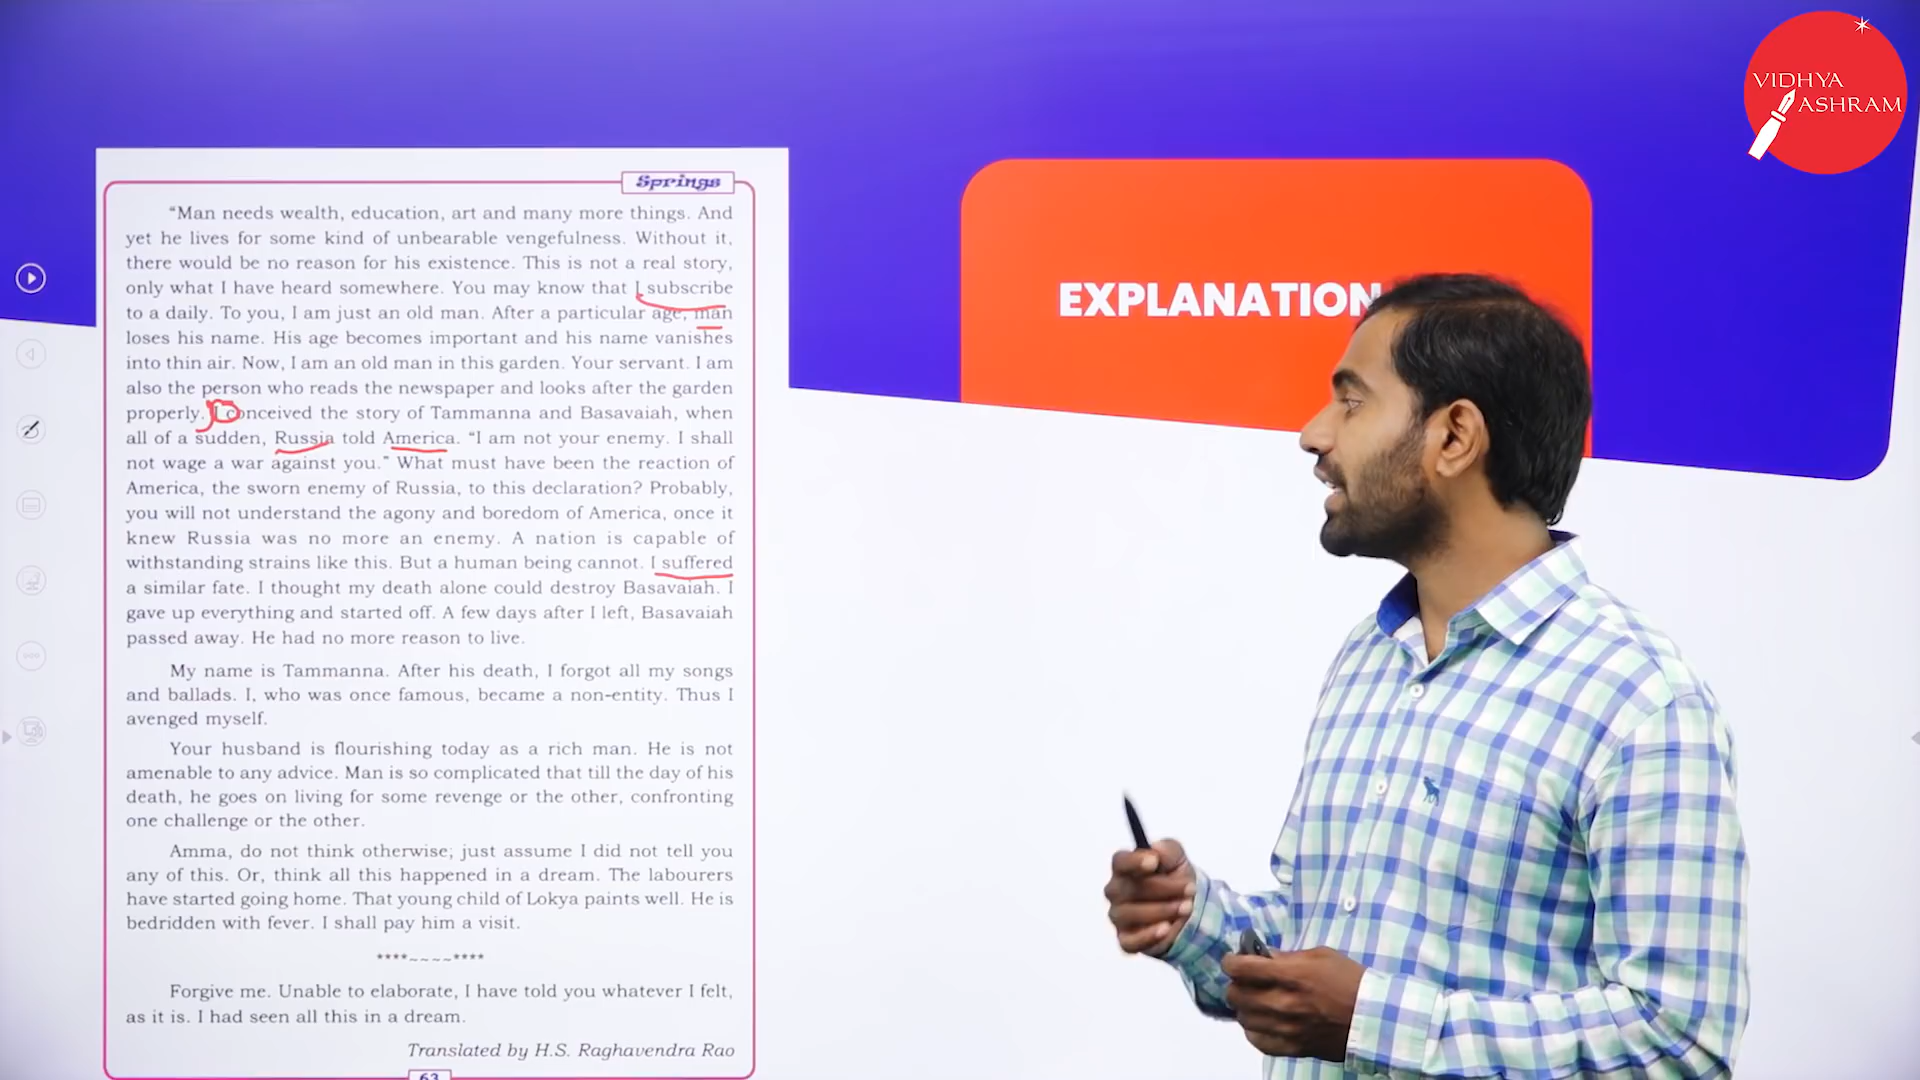 VIDHYA
ASHRAM
Springs
EXPLANATION
“Man needs wealth, education, art and many more things. And
yet he lives for some kind of unbearable vengefulness. Without it,
there would be no reason for his existence. This is not a real story,
only what I have heard somewhere. You may know that I subscribe
to a daily. To you, I am just an old man. After a particular age, man
loses his name. His age becomes important and his name vanishes
into thin air. Now, I am an old man in this garden. Your servant. I am
also the person who reads the newspaper and looks after the garden
properly. I conceived the story of Tammanna and Basavaiah, when
all of a sudden, Russia told America. “I am not your enemy. I shall
not wage a war against you.” What must have been the reaction of
America, the sworn enemy of Russia, to this declaration? Probably,
you will not understand the agony and boredom of America, once it
knew Russia was no more an enemy. A nation is capable of
withstanding strains like this. But a human being cannot. I suffered
a similar fate. I thought my death alone could destroy Basavaiah. I
gave up everything and started off. A few days after I left, Basavaiah
passed away. He had no more reason to live.
My name is Tammanna. After his death, I forgot all my songs
and ballads. I, who was once famous, became a non-entity. Thus I
avenged myself.
Your husband is flourishing today as a rich man. He is not
amenable to any advice. Man is so complicated that till the day of his
death, he goes on living for some revenge or the other, confronting
one challenge or the other.
Amma, do not think otherwise; just assume I did not tell you
any of this. Or, think all this happened in a dream. The labourers
have started going home. That young child of Lokya paints well. He is
bedridden with fever. I shall pay him a visit.
****~~~~****
Forgive me. Unable to elaborate, I have told you whatever I felt,
as it is. I had seen all this in a dream.
Translated by H.S. Raghavendra Rao
63